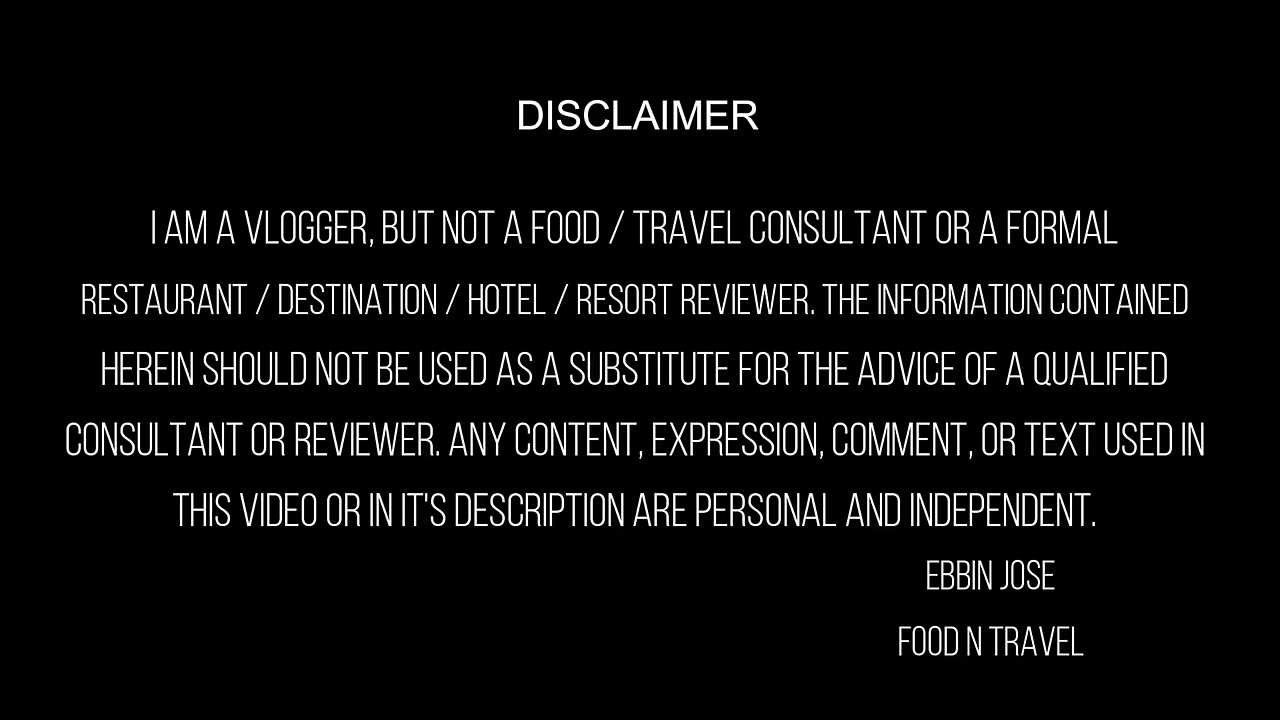 DISCLAIMER
I AM A VLOGGER, BUT NOT A FOOD / TRAVEL CONSULTANT OR A FORMAL
RESTAURANT / DESTINATION / HOTEL / RESORT REVIEWER. THE INFORMATION CONTAINED
HEREIN SHOULD NOT BE USED AS A SUBSTITUTE FOR THE ADVICE OF A QUALIFIED
CONSULTANT OR REVIEWER. ANY CONTENT, EXPRESSION, COMMENT, OR TEXT USED IN
THIS VIDEO OR IN IT'S DESCRIPTION ARE PERSONAL AND INDEPENDENT.
EBBIN JOSE
FOOD N TRAVEL